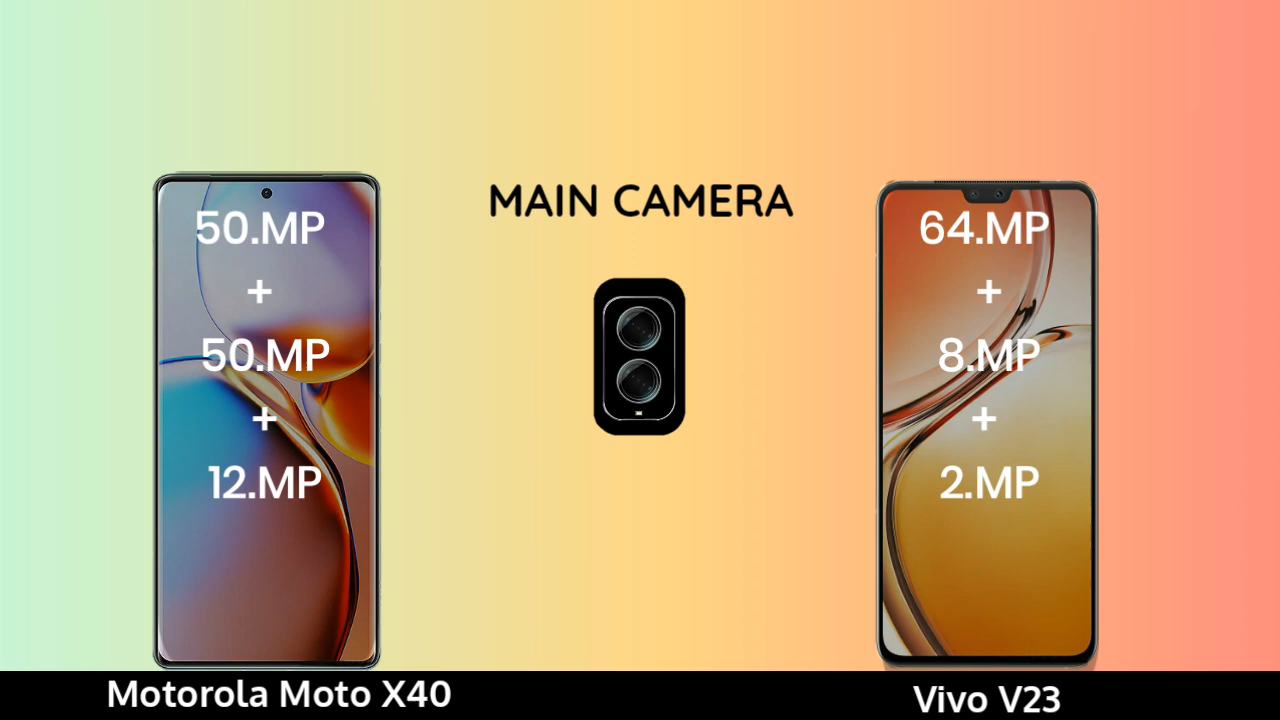 MAIN CAMERA
50.MP
+
50.MP
+
12.MP
64.MP
+
8.MP
+
2.MP
Motorola Moto X40
Vivo V23